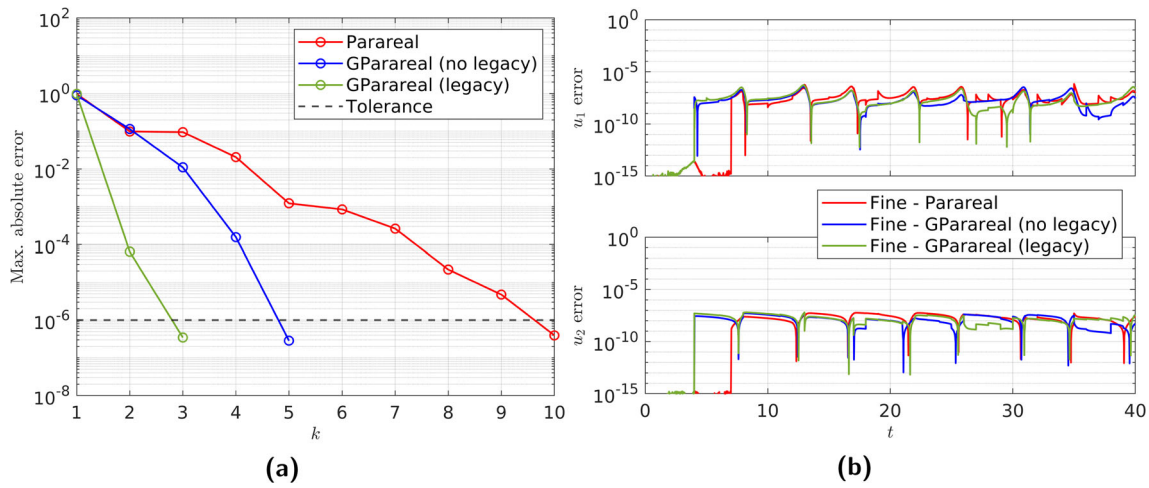 Max. absolute error
10^2
10^0
10^-2
10^-4
10^-6
10^-8
Parareal
GParareal (no legacy)
GParareal (legacy)
Tolerance
1 2 3 4 5 6 7 8 9 10
k
(a)
u_1 error
10^0
10^-5
10^-10
10^-15
Fine - Parareal
Fine - GParareal (no legacy)
Fine - GParareal (legacy)
u_2 error
10^0
10^-5
10^-10
10^-15
0 10 20 30 40
t
(b)